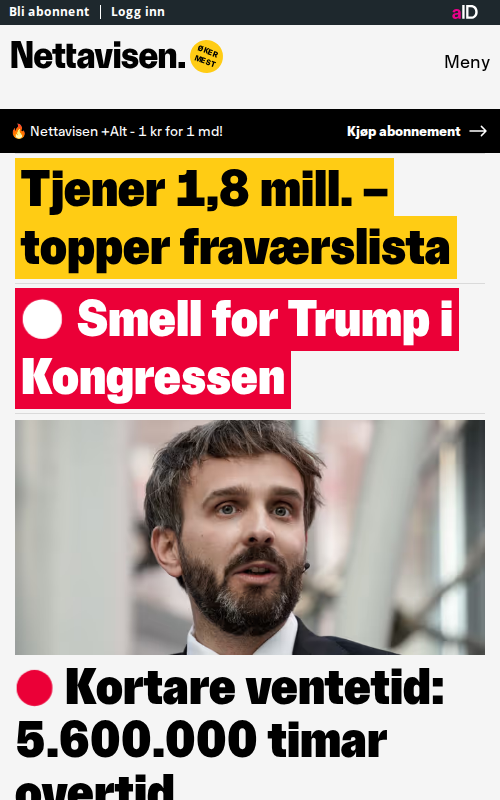 Bli abonnent | Logg inn
aID
Nettavisen.
ØKER
MEST
Meny
🔥 Nettavisen +Alt - 1 kr for 1 md!
Kjøp abonnement →
Tjener 1,8 mill. –
topper fraværslista
Smell for Trump i
Kongressen
Kortare ventetid:
5.600.000 timar
overtid